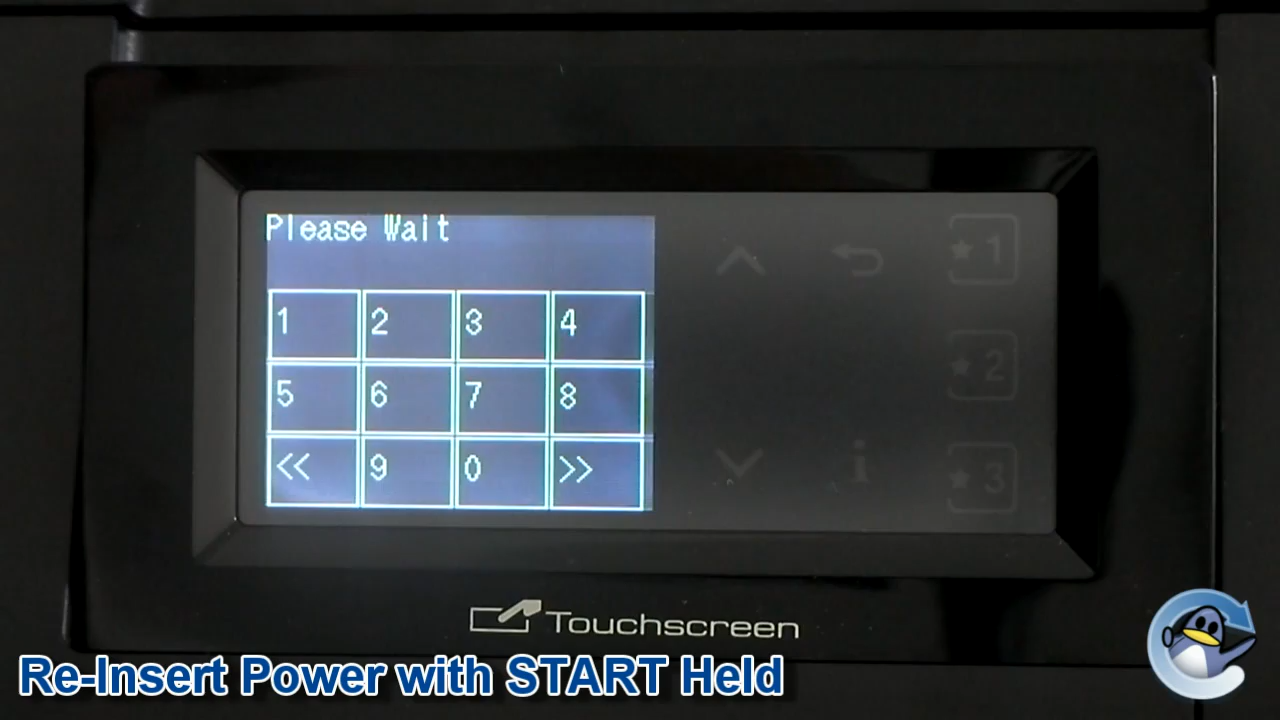 Please Wait
1 2 3 4
5 6 7 8
<< 9 0 >>
1
2
3
i
Touchscreen
Re-Insert Power with START Held